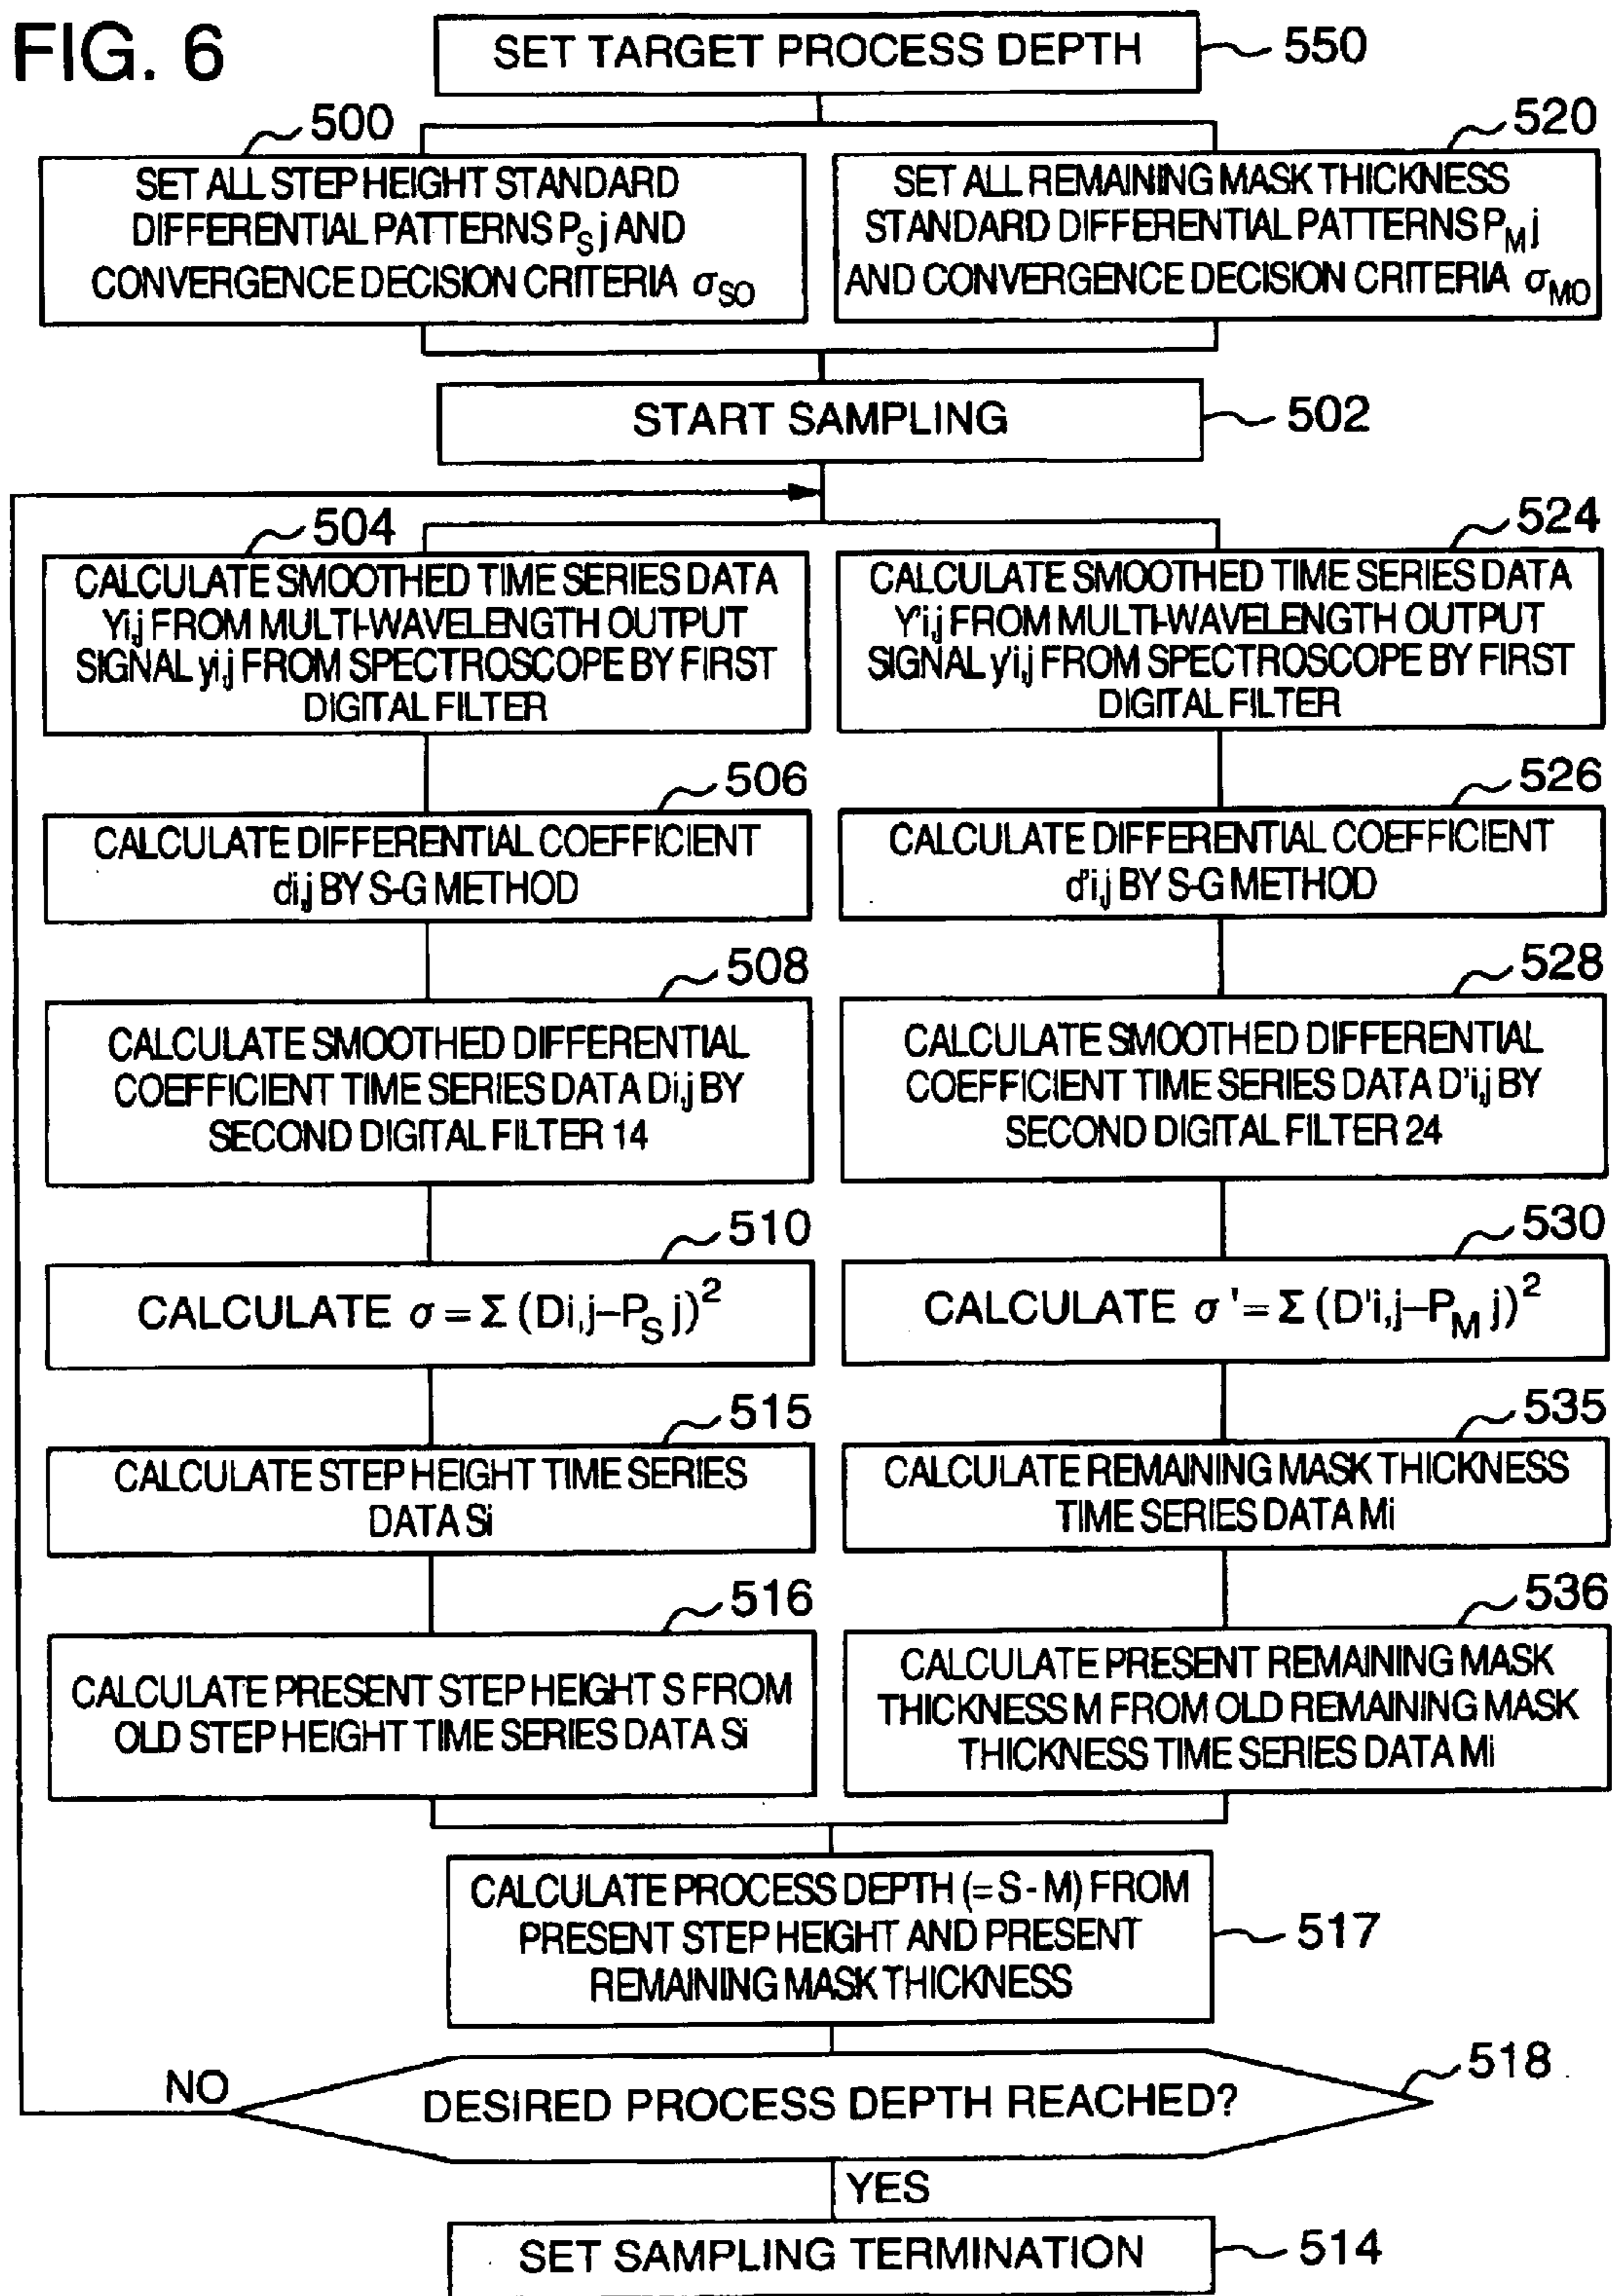 FIG. 6
SET TARGET PROCESS DEPTH
550
500
SET ALL STEP HEIGHT STANDARD
DIFFERENTIAL PATTERNS PS j AND
CONVERGENCE DECISION CRITERIA σSO
520
SET ALL REMAINING MASK THICKNESS
STANDARD DIFFERENTIAL PATTERNS PM j
AND CONVERGENCE DECISION CRITERIA σMO
START SAMPLING
502
504
CALCULATE SMOOTHED TIME SERIES DATA
Yi,j FROM MULTI-WAVELENGTH OUTPUT
SIGNAL yi,j FROM SPECTROSCOPE BY FIRST
DIGITAL FILTER
524
CALCULATE SMOOTHED TIME SERIES DATA
Y'i,j FROM MULTI-WAVELENGTH OUTPUT
SIGNAL yi,j FROM SPECTROSCOPE BY FIRST
DIGITAL FILTER
506
CALCULATE DIFFERENTIAL COEFFICIENT
di,j BY S-G METHOD
526
CALCULATE DIFFERENTIAL COEFFICIENT
d'i,j BY S-G METHOD
508
CALCULATE SMOOTHED DIFFERENTIAL
COEFFICIENT TIME SERIES DATA Di,j BY
SECOND DIGITAL FILTER 14
528
CALCULATE SMOOTHED DIFFERENTIAL
COEFFICIENT TIME SERIES DATA D'i,j BY
SECOND DIGITAL FILTER 24
510
CALCULATE σ = Σ (Di,j–PS j)²
530
CALCULATE σ ' = Σ (D'i,j–PM j)²
515
CALCULATE STEP HEIGHT TIME SERIES
DATA Si
535
CALCULATE REMAINING MASK THICKNESS
TIME SERIES DATA Mi
516
CALCULATE PRESENT STEP HEIGHT S FROM
OLD STEP HEIGHT TIME SERIES DATA Si
536
CALCULATE PRESENT REMAINING MASK
THICKNESS M FROM OLD REMAINING MASK
THICKNESS TIME SERIES DATA Mi
CALCULATE PROCESS DEPTH (= S - M) FROM
PRESENT STEP HEIGHT AND PRESENT
REMAINING MASK THICKNESS
517
NO
DESIRED PROCESS DEPTH REACHED?
518
YES
SET SAMPLING TERMINATION
514